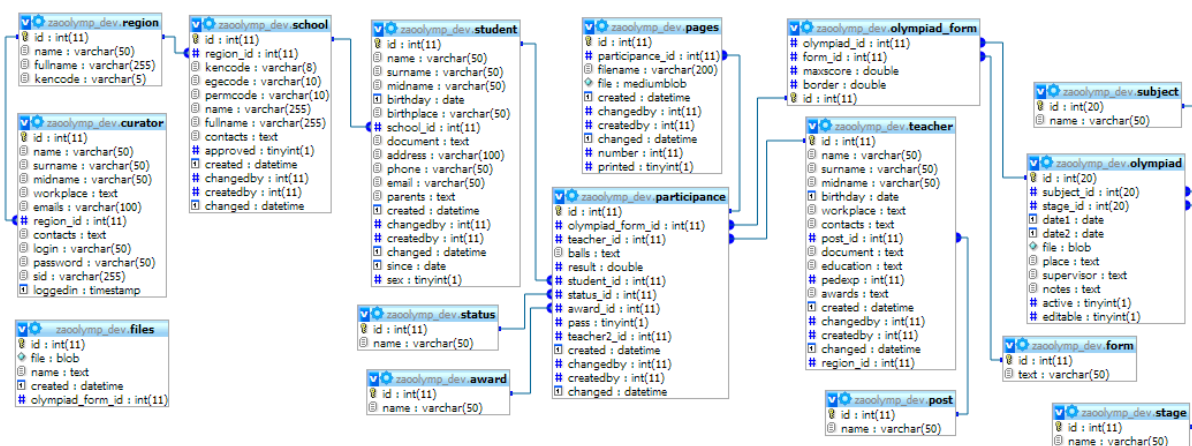 zaoolymp_dev.region
id : int(11)
name : varchar(50)
fullname : varchar(255)
kencode : varchar(5)
zaoolymp_dev.curator
id : int(11)
name : varchar(50)
surname : varchar(50)
midname : varchar(50)
workplace : text
emails : varchar(100)
region_id : int(11)
contacts : text
login : varchar(50)
password : varchar(50)
sid : varchar(255)
loggedin : timestamp
zaoolymp_dev.files
id : int(11)
file : blob
name : text
created : datetime
olympiad_form_id : int(11)
zaoolymp_dev.school
id : int(11)
region_id : int(11)
kencode : varchar(8)
egecode : varchar(10)
permcode : varchar(10)
name : varchar(255)
fullname : varchar(255)
contacts : text
approved : tinyint(1)
created : datetime
changedby : int(11)
createdby : int(11)
changed : datetime
zaoolymp_dev.student
id : int(11)
name : varchar(50)
surname : varchar(50)
midname : varchar(50)
birthday : date
birthplace : varchar(50)
school_id : int(11)
document : text
address : varchar(100)
phone : varchar(50)
email : varchar(50)
parents : text
created : datetime
changedby : int(11)
createdby : int(11)
changed : datetime
since : date
sex : tinyint(1)
zaoolymp_dev.status
id : int(11)
name : varchar(50)
zaoolymp_dev.award
id : int(11)
name : varchar(50)
zaoolymp_dev.pages
id : int(11)
participance_id : int(11)
filename : varchar(200)
file : mediumblob
created : datetime
changedby : int(11)
createdby : int(11)
changed : datetime
number : int(11)
printed : tinyint(1)
zaoolymp_dev.participance
id : int(11)
olympiad_form_id : int(11)
teacher_id : int(11)
balls : text
result : double
student_id : int(11)
status_id : int(11)
award_id : int(11)
pass : tinyint(1)
teacher2_id : int(11)
created : datetime
changedby : int(11)
createdby : int(11)
changed : datetime
zaoolymp_dev.olympiad_form
olympiad_id : int(11)
form_id : int(11)
maxscore : double
border : double
id : int(11)
zaoolymp_dev.teacher
id : int(11)
name : varchar(50)
surname : varchar(50)
midname : varchar(50)
birthday : date
workplace : text
contacts : text
post_id : int(11)
document : text
education : text
pedexp : int(11)
awards : text
created : datetime
changedby : int(11)
createdby : int(11)
changed : datetime
region_id : int(11)
zaoolymp_dev.post
id : int(11)
name : varchar(50)
zaoolymp_dev.subject
id : int(20)
name : varchar(50)
zaoolymp_dev.olympiad
id : int(20)
subject_id : int(20)
stage_id : int(20)
date1 : date
date2 : date
file : blob
place : text
supervisor : text
notes : text
active : tinyint(1)
editable : tinyint(1)
zaoolymp_dev.form
id : int(11)
text : varchar(50)
zaoolymp_dev.stage
id : int(11)
name : varchar(50)